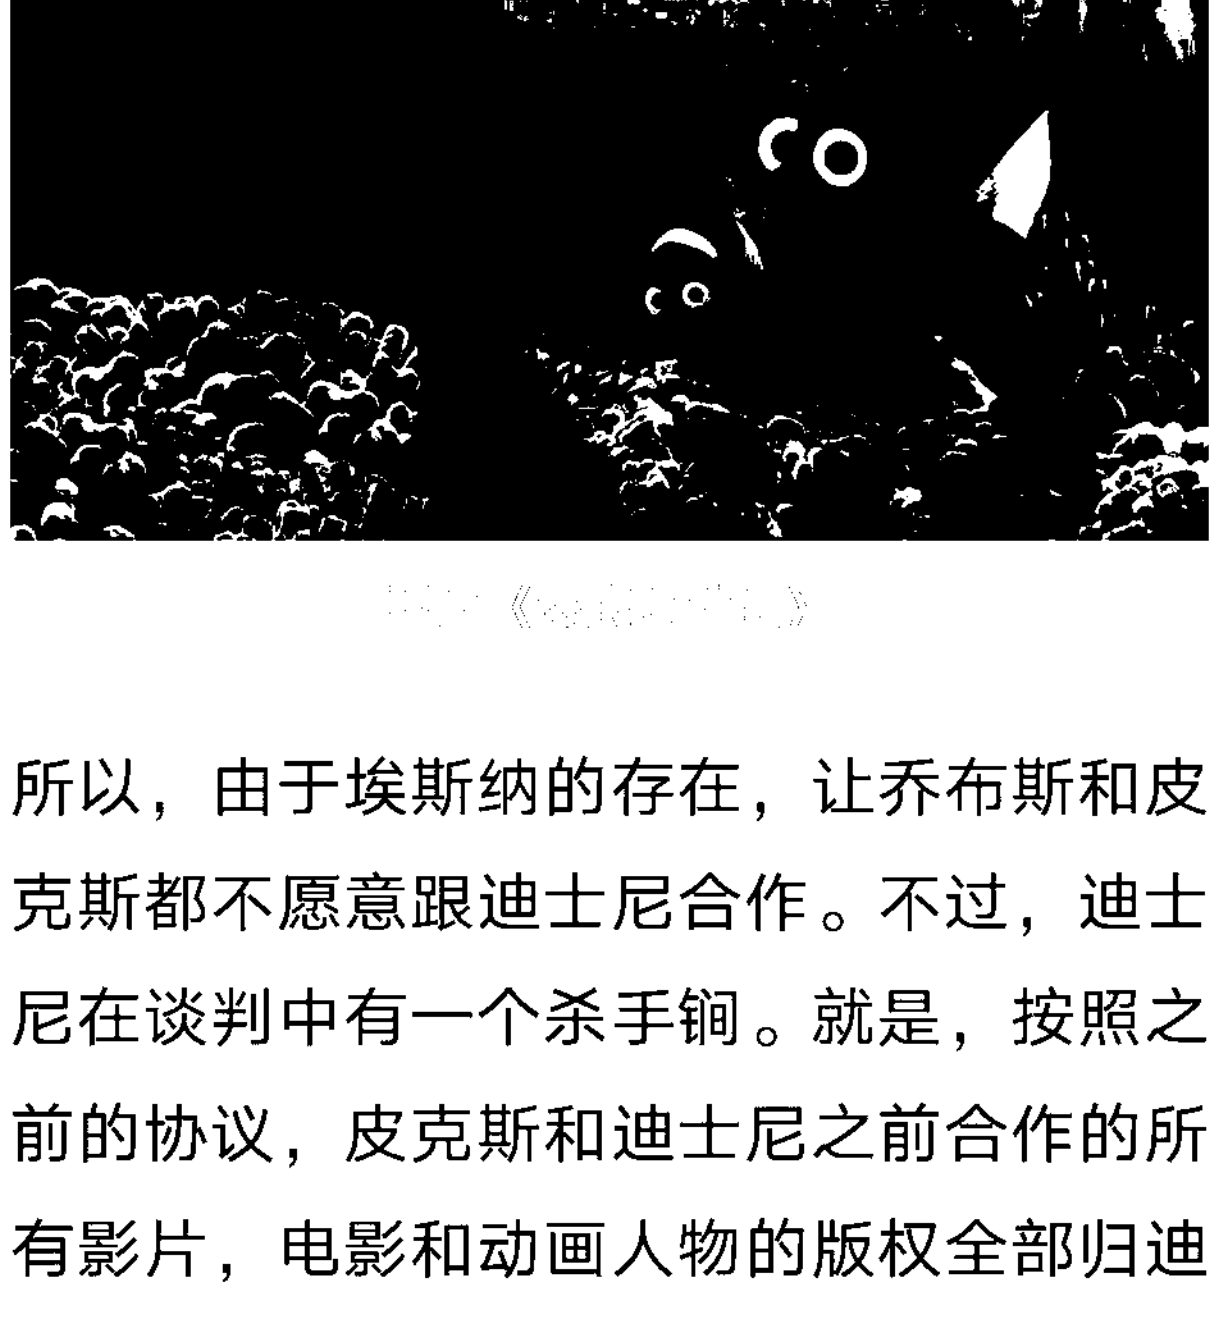 所以，由于埃斯纳的存在，让乔布斯和皮
克斯都不愿意跟迪士尼合作。不过，迪士
尼在谈判中有一个杀手锏。就是，按照之
前的协议，皮克斯和迪士尼之前合作的所
有影片，电影和动画人物的版权全部归迪